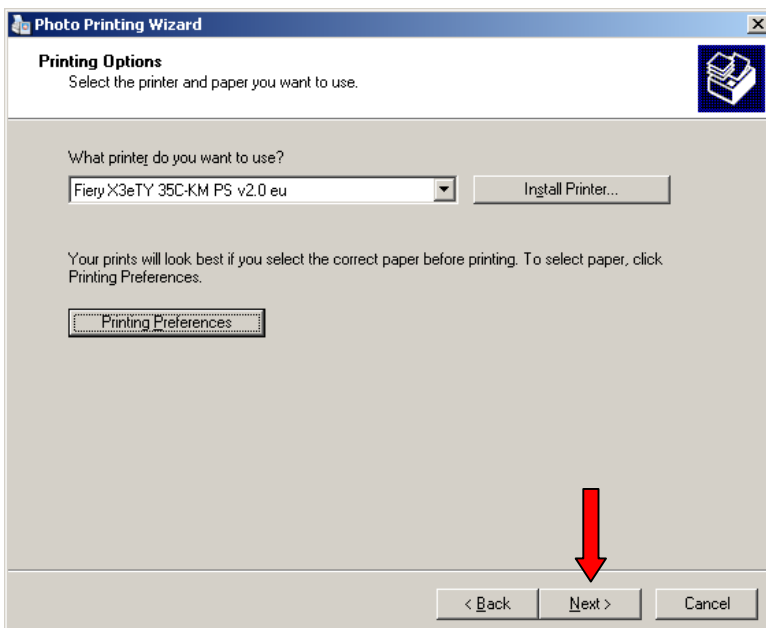 Photo Printing Wizard
Printing Options
Select the printer and paper you want to use.
What printer do you want to use?
Fiery X3eTY 35C-KM PS v2.0 eu
Install Printer...
Your prints will look best if you select the correct paper before printing. To select paper, click
Printing Preferences.
Printing Preferences
< Back
Next >
Cancel